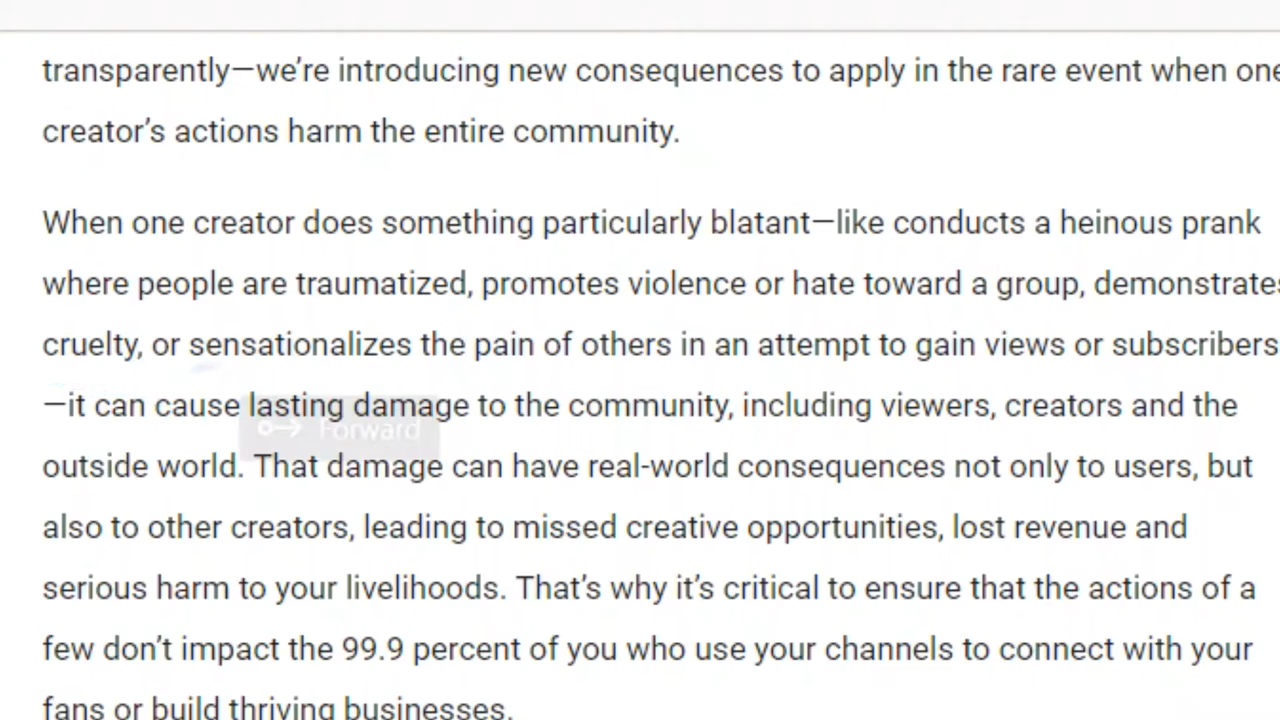 transparently—we’re introducing new consequences to apply in the rare event when one
creator’s actions harm the entire community.
When one creator does something particularly blatant—like conducts a heinous prank
where people are traumatized, promotes violence or hate toward a group, demonstrates
cruelty, or sensationalizes the pain of others in an attempt to gain views or subscribers
—it can cause lasting damage to the community, including viewers, creators and the
Forward
outside world. That damage can have real-world consequences not only to users, but
also to other creators, leading to missed creative opportunities, lost revenue and
serious harm to your livelihoods. That’s why it’s critical to ensure that the actions of a
few don’t impact the 99.9 percent of you who use your channels to connect with your
fans or build thriving businesses.